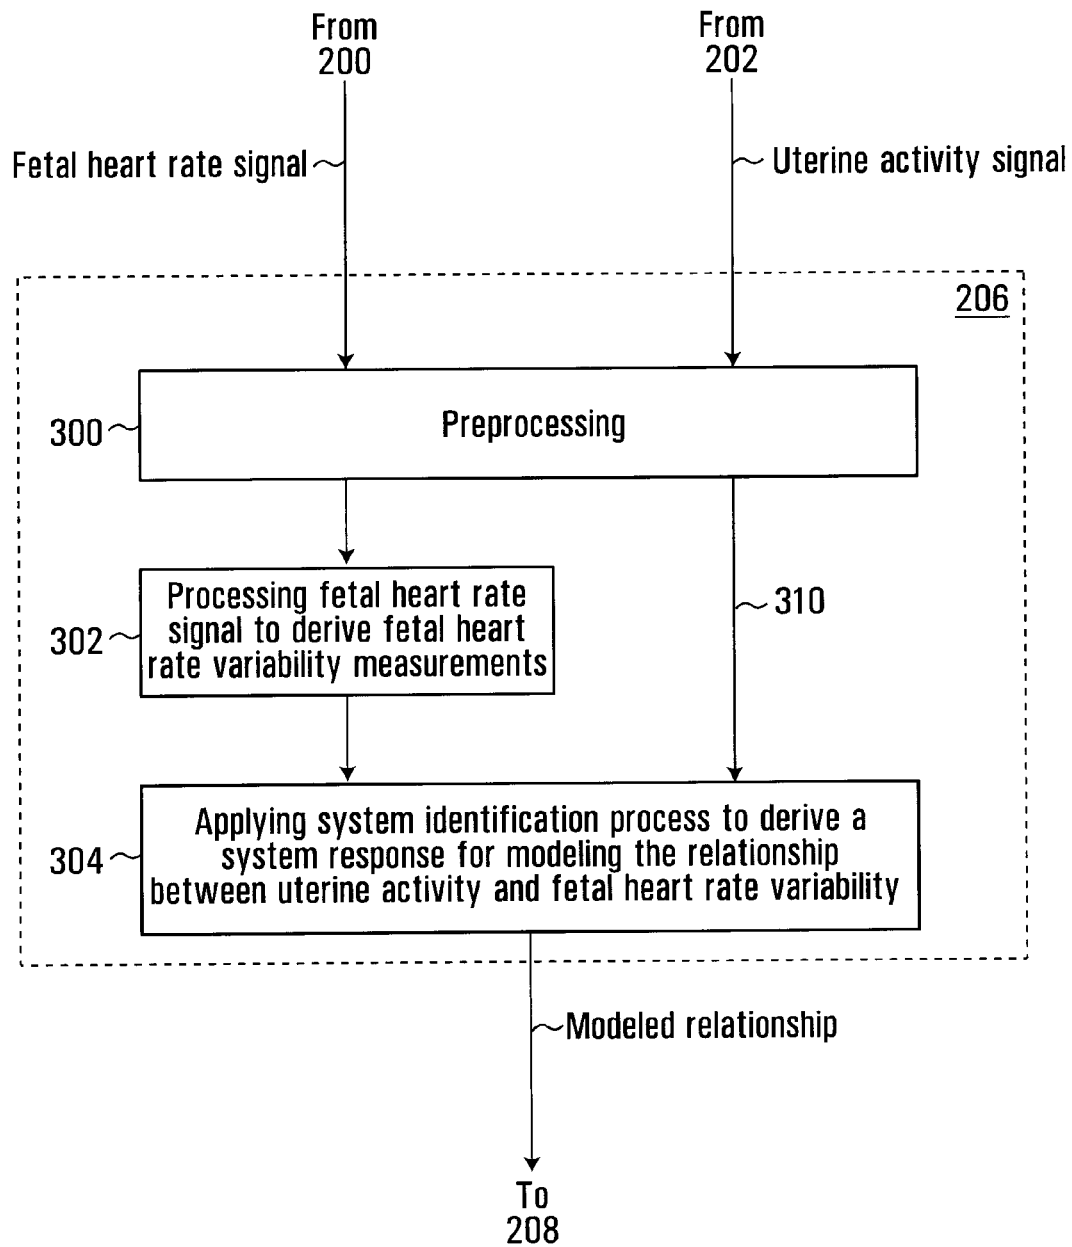 From
200
From
202
Fetal heart rate signal
Uterine activity signal
206
300
Preprocessing
302
Processing fetal heart rate
signal to derive fetal heart
rate variability measurements
310
304
Applying system identification process to derive a
system response for modeling the relationship
between uterine activity and fetal heart rate variability
Modeled relationship
To
208